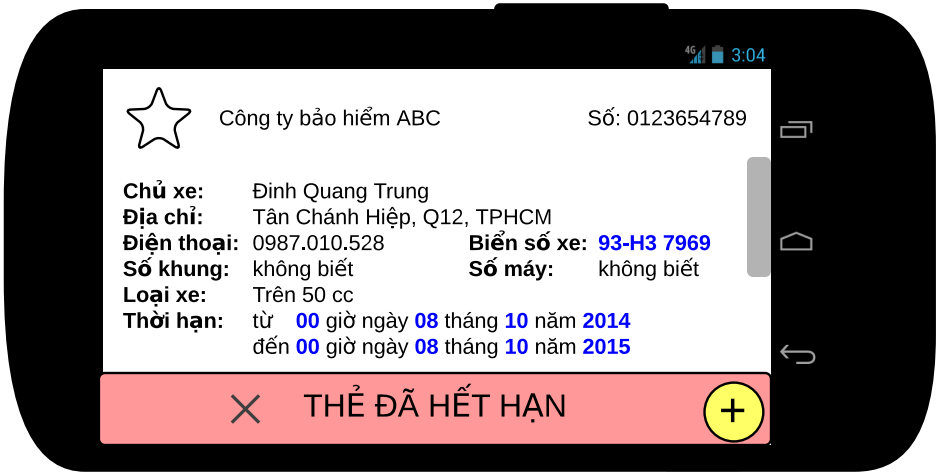 4G 3:04
Công ty bảo hiểm ABC Số: 0123654789
Chủ xe: Đinh Quang Trung
Địa chỉ: Tân Chánh Hiệp, Q12, TPHCM
Điện thoại: 0987.010.528 Biển số xe: 93-H3 7969
Số khung: không biết Số máy: không biết
Loại xe: Trên 50 cc
Thời hạn: từ 00 giờ ngày 08 tháng 10 năm 2014
đến 00 giờ ngày 08 tháng 10 năm 2015
THẺ ĐÃ HẾT HẠN +